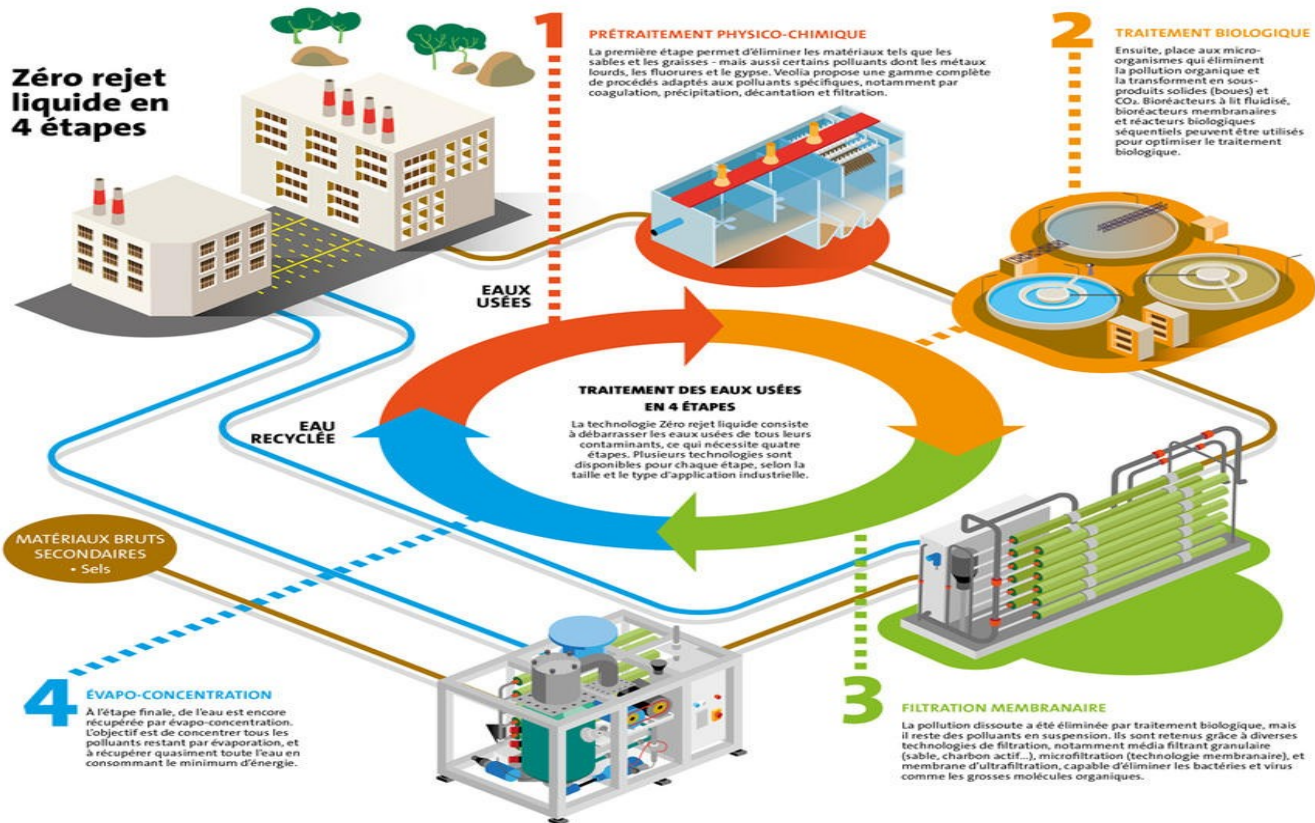 Zéro rejet
liquide en
4 étapes
1
PRÉTRAITEMENT PHYSICO-CHIMIQUE
La première étape permet d'éliminer les matériaux tels que les
sables et les graisses - mais aussi certains polluants dont les métaux
lourds, les fluorures et le gypse. Veolia propose une gamme complète
de procédés adaptés aux polluants spécifiques, notamment par
coagulation, précipitation, décantation et filtration.
2
TRAITEMENT BIOLOGIQUE
Ensuite, place aux micro-
organismes qui éliminent
la pollution organique et
la transforment en sous-
produits solides (boues) et
CO₂. Bioréacteurs à lit fluidisé,
bioréacteurs membranaires
et réacteurs biologiques
séquentiels peuvent être utilisés
pour optimiser le traitement
biologique.
EAUX
USÉES
TRAITEMENT DES EAUX USÉES
EN 4 ÉTAPES
La technologie Zéro rejet liquide consiste
à débarrasser les eaux usées de tous leurs
contaminants, ce qui nécessite quatre
étapes. Plusieurs technologies sont
disponibles pour chaque étape, selon la
taille et le type d'application industrielle.
EAU
RECYCLÉE
MATÉRIAUX BRUTS
SECONDAIRES
• Sels
4
ÉVAPO-CONCENTRATION
À l'étape finale, de l'eau est encore
récupérée par évapo-concentration.
L'objectif est de concentrer tous les
polluants restant par évaporation, et
à récupérer quasiment toute l'eau en
consommant le minimum d'énergie.
3
FILTRATION MEMBRANAIRE
La pollution dissoute a été éliminée par traitement biologique, mais
il reste des polluants en suspension. Ils sont retenus grâce à diverses
technologies de filtration, notamment média filtrant granulaire
(sable, charbon actif...), microfiltration (technologie membranaire), et
membrane d'ultrafiltration, capable d'éliminer les bactéries et virus
comme les grosses molécules organiques.